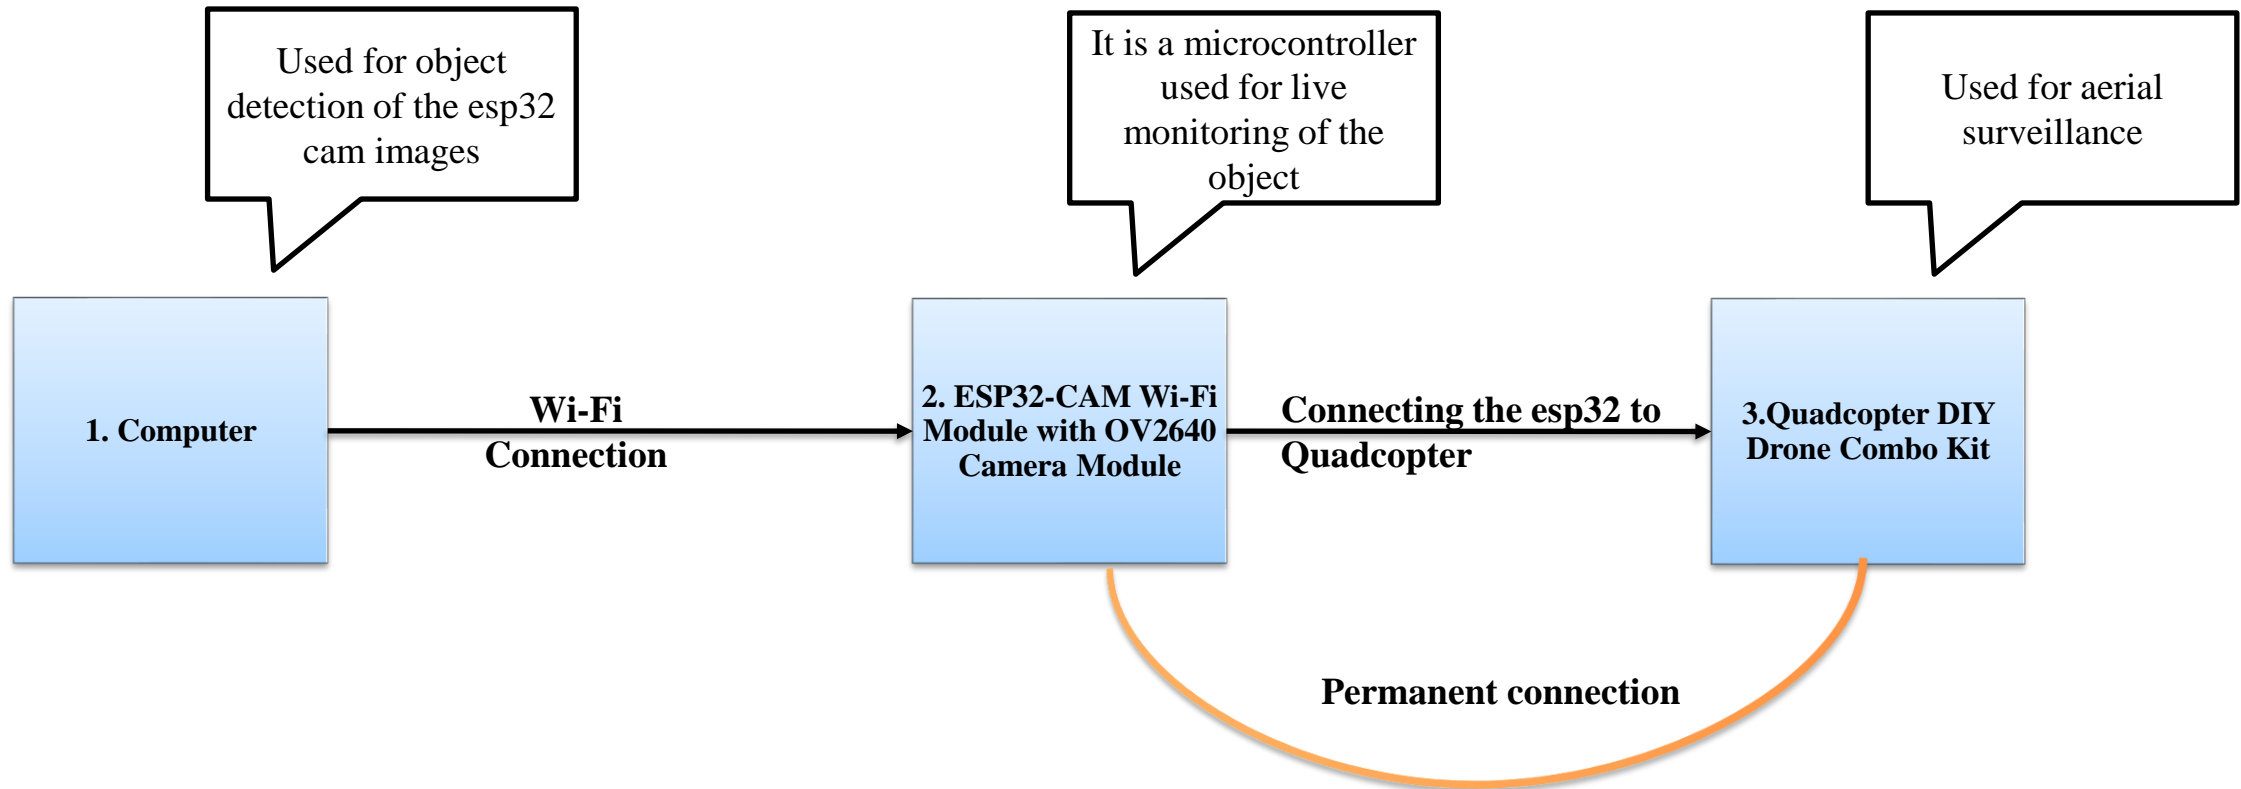 Used for object
detection of the esp32
cam images
It is a microcontroller
used for live
monitoring of the
object
Used for aerial
surveillance
1. Computer
Wi-Fi
Connection
2. ESP32-CAM Wi-Fi
Module with OV2640
Camera Module
Connecting the esp32 to
Quadcopter
3.Quadcopter DIY
Drone Combo Kit
Permanent connection